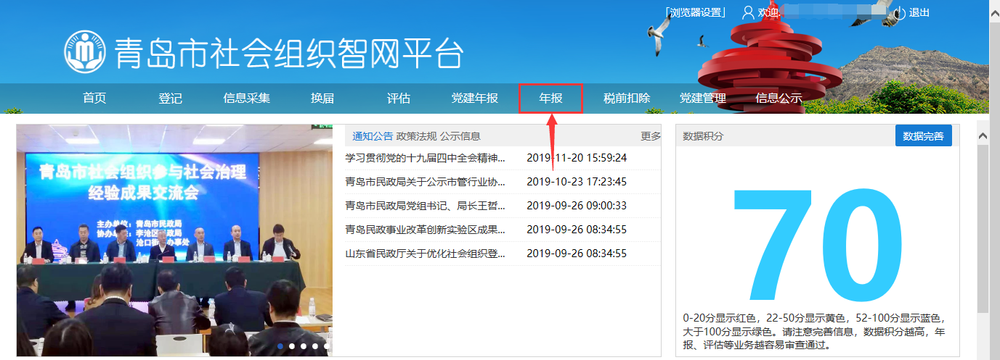 [浏览器设置] 欢迎, 退出
青岛市社会组织智网平台
首页 登记 信息采集 换届 评估 党建年报 年报 税前扣除 党建管理 信息公示
青岛市社会组织参与社会治理
经验成果交流会
主办单位：青岛市民政局
协办单位：李沧区民政局
沧口街 办事处
通知公告 政策法规 公示信息 更多
学习贯彻党的十九届四中全会精神... 2019-11-20 15:59:24
青岛市民政局关于公示市管行业协... 2019-10-23 17:23:45
青岛市民政局党组书记、局长王哲... 2019-09-26 09:00:33
青岛民政事业改革创新实验区成果... 2019-09-26 08:34:55
山东省民政厅关于优化社会组织登... 2019-09-26 08:34:55
数据积分 数据完善
70
0-20分显示红色，22-50分显示黄色，52-100分显示蓝色，
大于100分显示绿色。请注意完善信息，数据积分越高，年
报、评估等业务越容易审查通过。